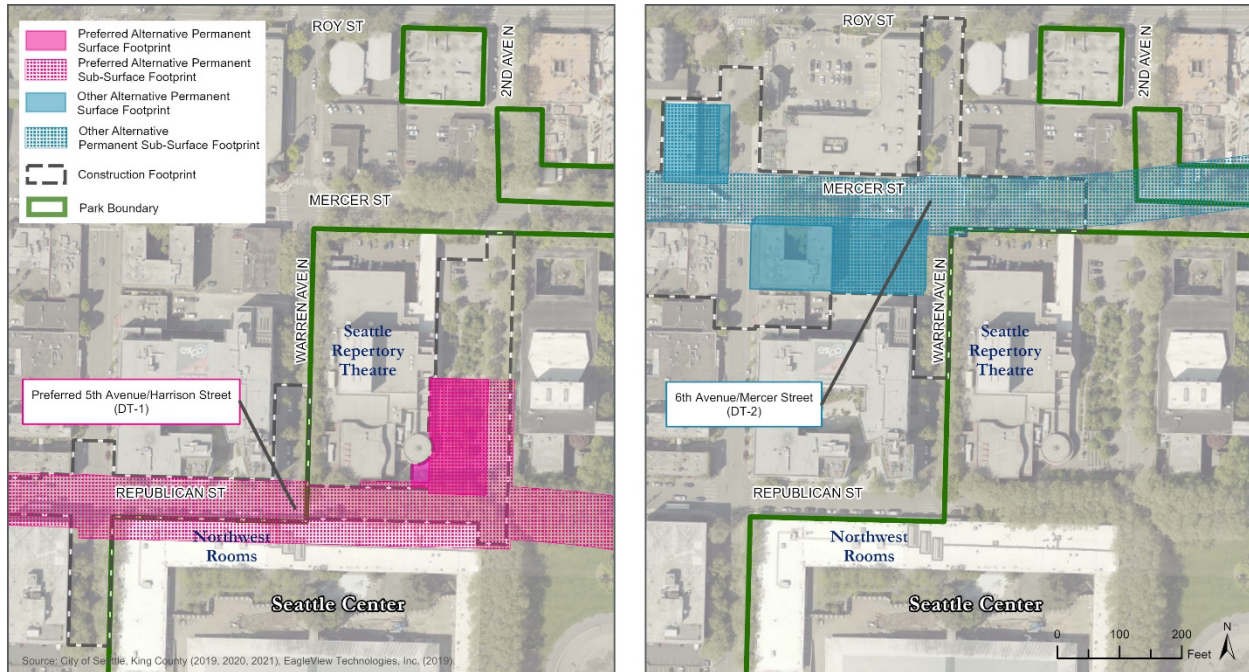 Preferred Alternative Permanent
Surface Footprint
Preferred Alternative Permanent
Sub-Surface Footprint
Other Alternative Permanent
Surface Footprint
Other Alternative
Permanent Sub-Surface Footprint
Construction Footprint
Park Boundary
ROY ST
2ND AVE N
MERCER ST
WARREN AVE N
Seattle
Repertory
Theatre
Preferred 5th Avenue/Harrison Street
(DT-1)
REPUBLICAN ST
Northwest
Rooms
Seattle Center
Source: City of Seattle, King County (2019, 2020, 2021), EagleView Technologies, Inc. (2019).
ROY ST
2ND AVE N
MERCER ST
WARREN AVE N
Seattle
Repertory
Theatre
6th Avenue/Mercer Street
(DT-2)
REPUBLICAN ST
Northwest
Rooms
Seattle Center
0 100 200
Feet
N